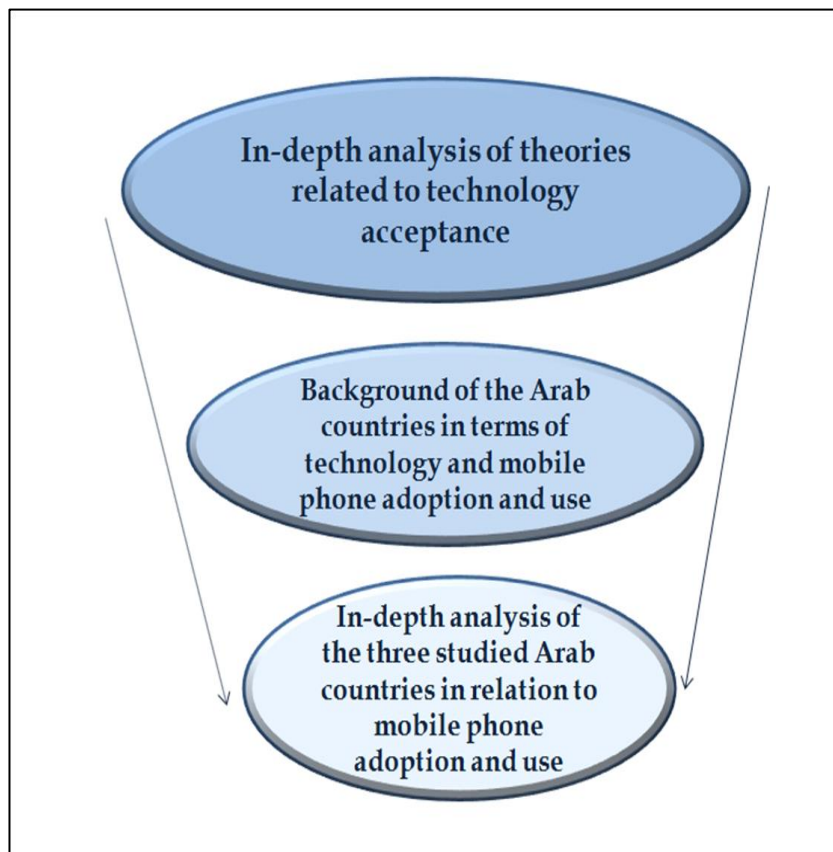 In-depth analysis of theories
related to technology
acceptance
Background of the Arab
countries in terms of
technology and mobile
phone adoption and use
In-depth analysis of
the three studied Arab
countries in relation to
mobile phone
adoption and use